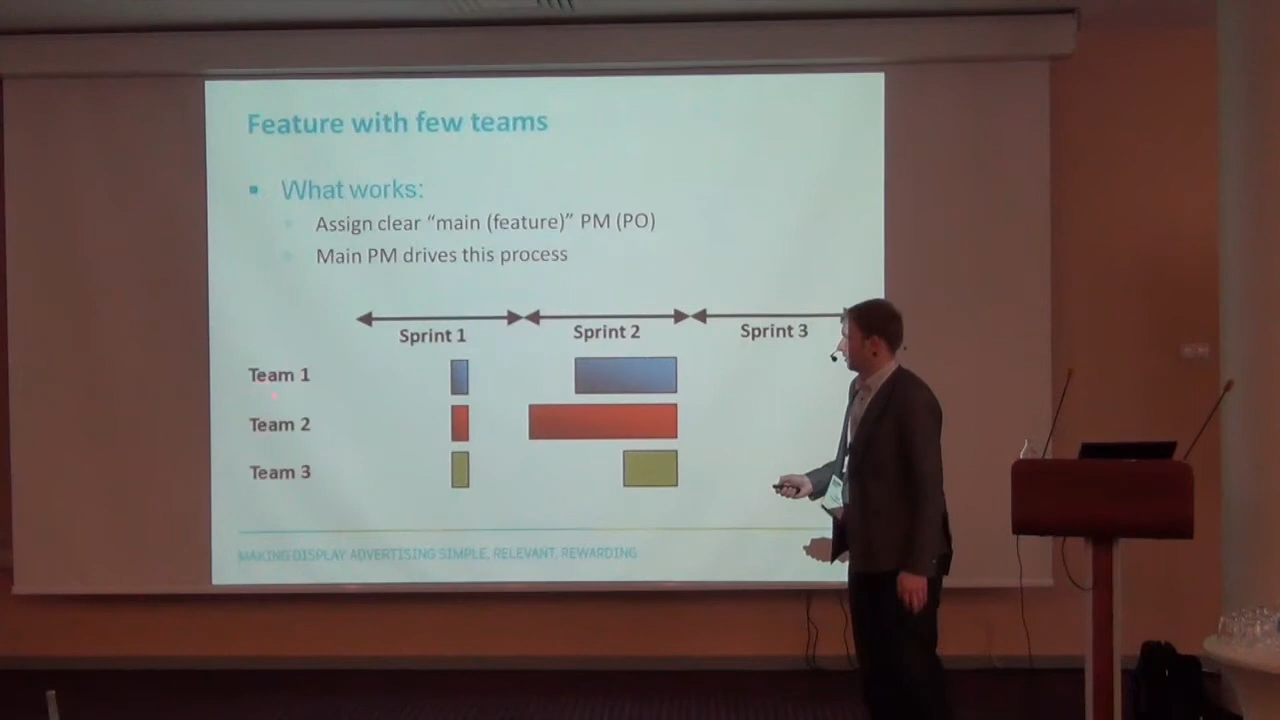 Feature with few teams
What works:
Assign clear “main (feature)” PM (PO)
Main PM drives this process
Sprint 1 Sprint 2 Sprint 3
Team 1
Team 2
Team 3
MAKING DISPLAY ADVERTISING SIMPLE, RELEVANT, REWARDING